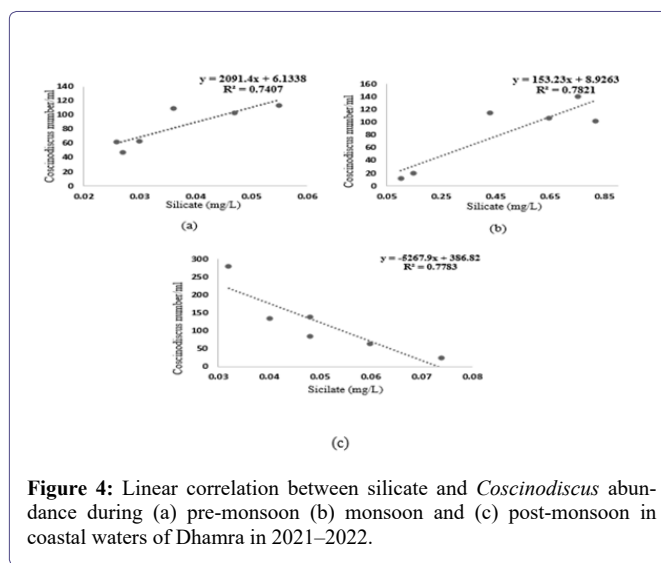 y = 2091.4x + 6.1338
R² = 0.7407
140
120
100
80
60
40
20
0
Coscinodiscus number/ml
0.02 0.03 0.04 0.05 0.06
Silicate (mg/L)
(a)
y = 153.23x + 8.9263
R² = 0.7821
160
140
120
100
80
60
40
20
0
Coscinodiscus number/ml
0.05 0.25 0.45 0.65 0.85
Silicate (mg/L)
(b)
y = -5267.9x + 386.82
R² = 0.7783
300
250
200
150
100
50
0
Coscinodiscus number/ml
0.03 0.04 0.05 0.06 0.07 0.08
Sicilate (mg/L)
(c)
Figure 4: Linear correlation between silicate and Coscinodiscus abun-
dance during (a) pre-monsoon (b) monsoon and (c) post-monsoon in
coastal waters of Dhamra in 2021–2022.